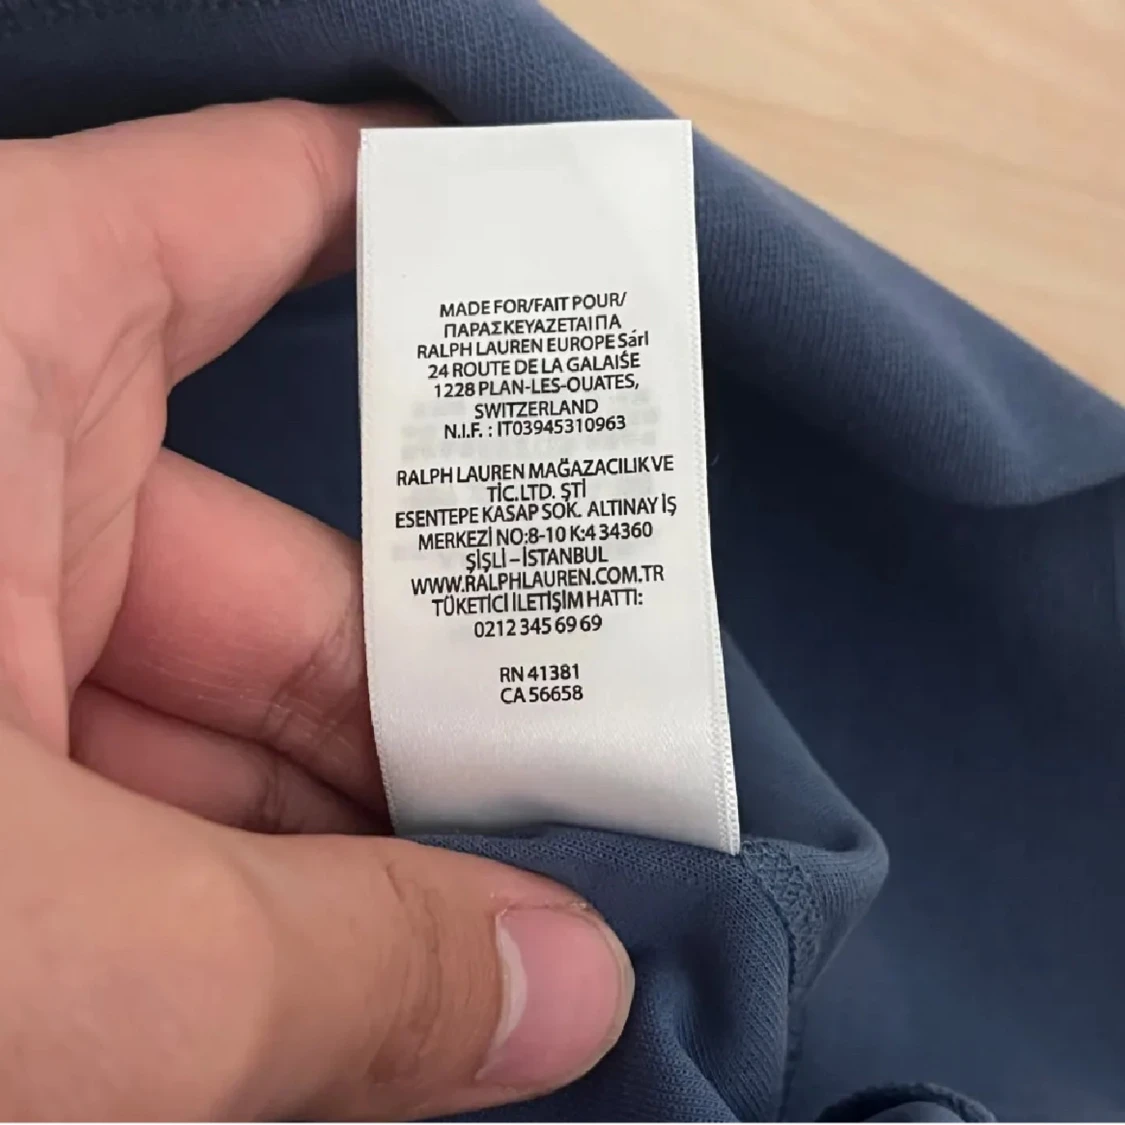 MADE FOR/FAIT POUR/
ΠΑΡΑΣΚΕΥΑΖΕΤΑΙ ΠΑ
RALPH LAUREN EUROPE Sárl
24 ROUTE DE LA GALAIŚE
1228 PLAN-LES-OUATES,
SWITZERLAND
N.I.F. : IT03945310963
RALPH LAUREN MAĞAZACILIK VE
TİC.LTD. ŞTİ
ESENTEPE KASAP SOK. ALTINAY İŞ
MERKEZİ NO:8-10 K:4 34360
ŞİŞLİ – İSTANBUL
WWW.RALPHLAUREN.COM.TR
TÜKETİCİ İLETİŞİM HATTI:
0212 345 69 69
RN 41381
CA 56658